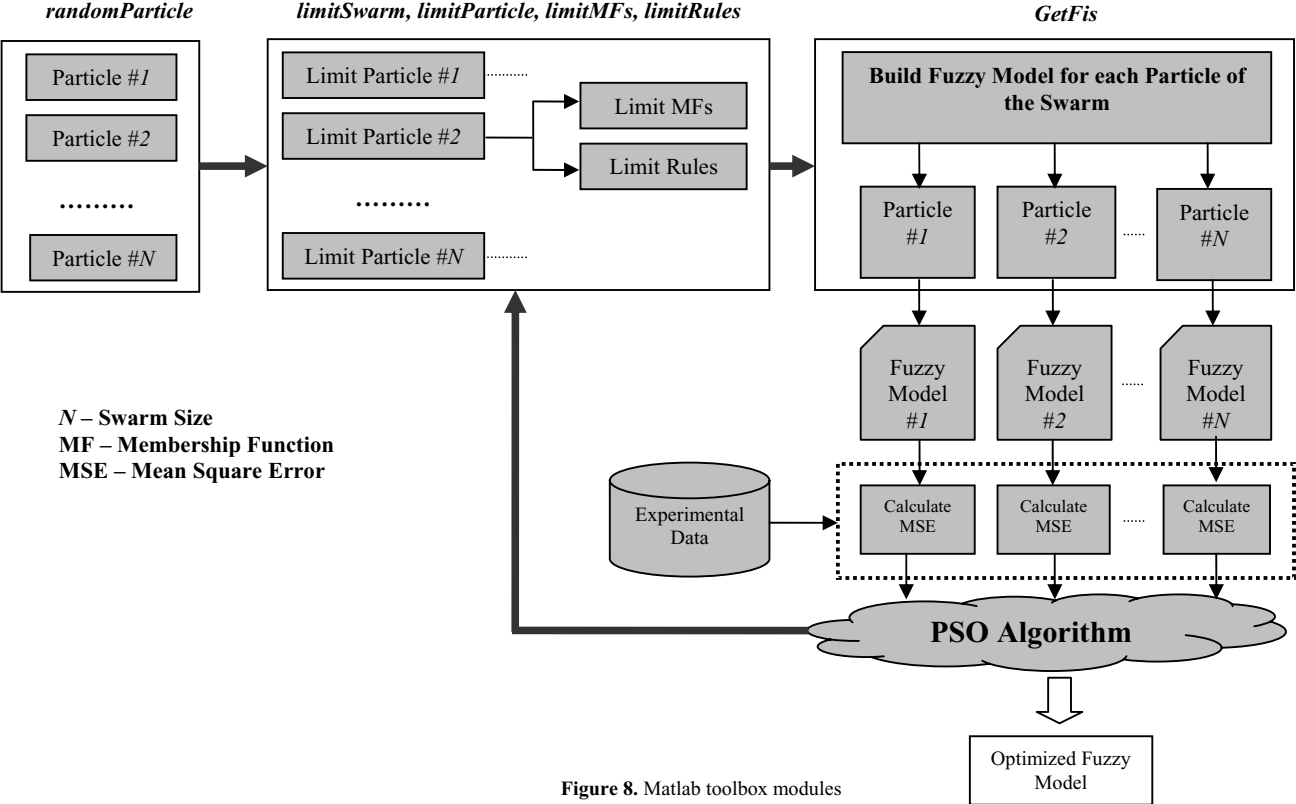 randomParticle
Particle #1
Particle #2
.........
Particle #N
limitSwarm, limitParticle, limitMFs, limitRules
Limit Particle #1 ...........
Limit Particle #2
Limit MFs
Limit Rules
.........
Limit Particle #N ...........
GetFis
Build Fuzzy Model for each Particle of
the Swarm
Particle
#1
Particle
#2
......
Particle
#N
Fuzzy
Model
#1
Fuzzy
Model
#2
......
Fuzzy
Model
#N
N – Swarm Size
MF – Membership Function
MSE – Mean Square Error
Experimental
Data
Calculate
MSE
Calculate
MSE
......
Calculate
MSE
PSO Algorithm
Optimized Fuzzy
Model
Figure 8. Matlab toolbox modules